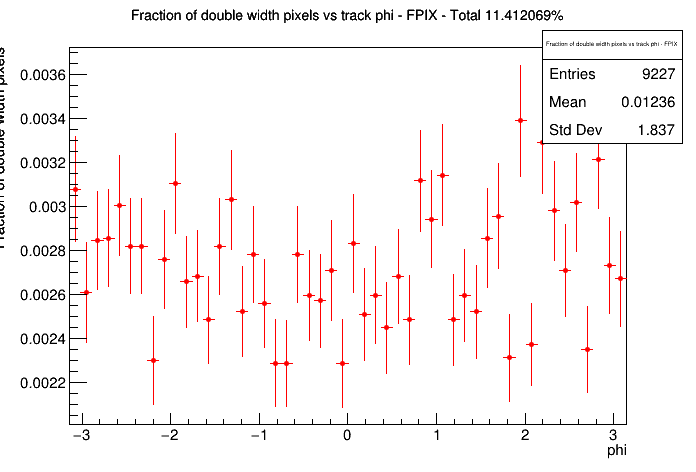 Fraction of double width pixels vs track phi - FPIX - Total 11.412069%
Fraction of double width pixels vs track phi - FPIX
Entries 9227
Mean 0.01236
Std Dev 1.837
Fraction of double width pixels
0.0036
0.0034
0.0032
0.003
0.0028
0.0026
0.0024
0.0022
−3 −2 −1 0 1 2 3
phi